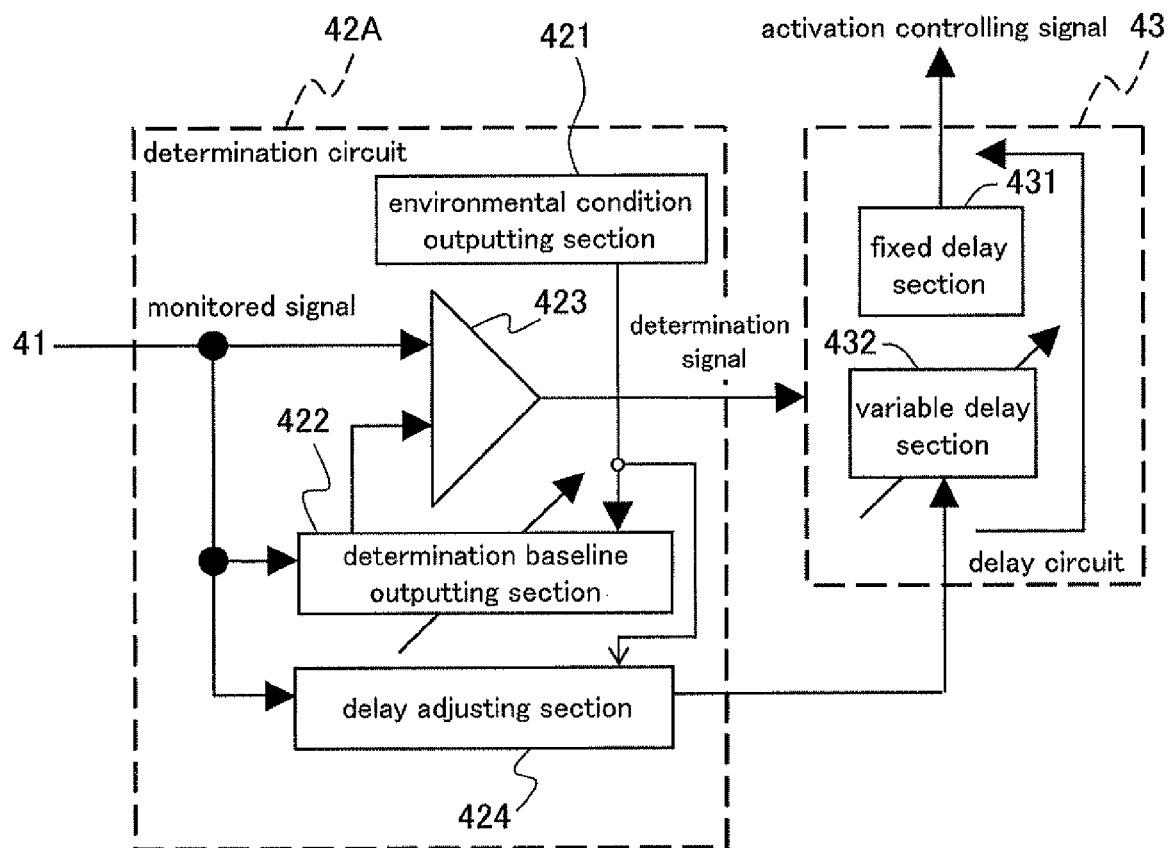 42A
421
activation controlling signal
43
determination circuit
environmental condition
outputting section
431
fixed delay
section
monitored signal
423
41
determination
signal
432
variable delay
section
422
determination baseline
outputting section
delay circuit
delay adjusting section
424